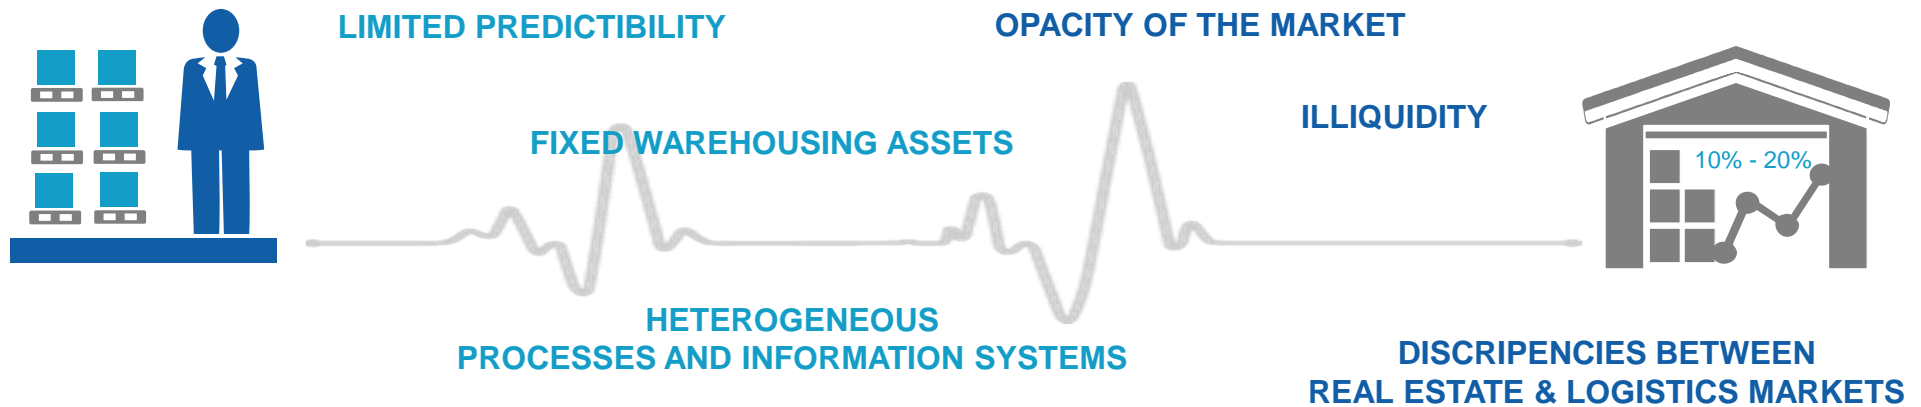 LIMITED PREDICTIBILITY
OPACITY OF THE MARKET
ILLIQUIDITY
FIXED WAREHOUSING ASSETS
10% - 20%
HETEROGENEOUS
PROCESSES AND INFORMATION SYSTEMS
DISCRIPENCIES BETWEEN
REAL ESTATE & LOGISTICS MARKETS